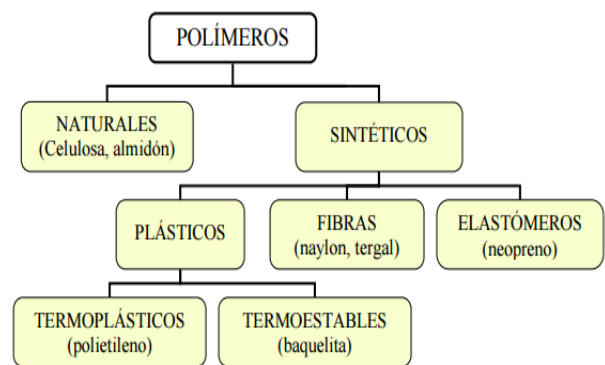 POLÍMEROS
NATURALES
(Celulosa, almidón)
SINTÉTICOS
PLÁSTICOS
FIBRAS
(naylon, tergal)
ELASTÓMEROS
(neopreno)
TERMOPLÁSTICOS
(polietileno)
TERMOESTABLES
(baquelita)